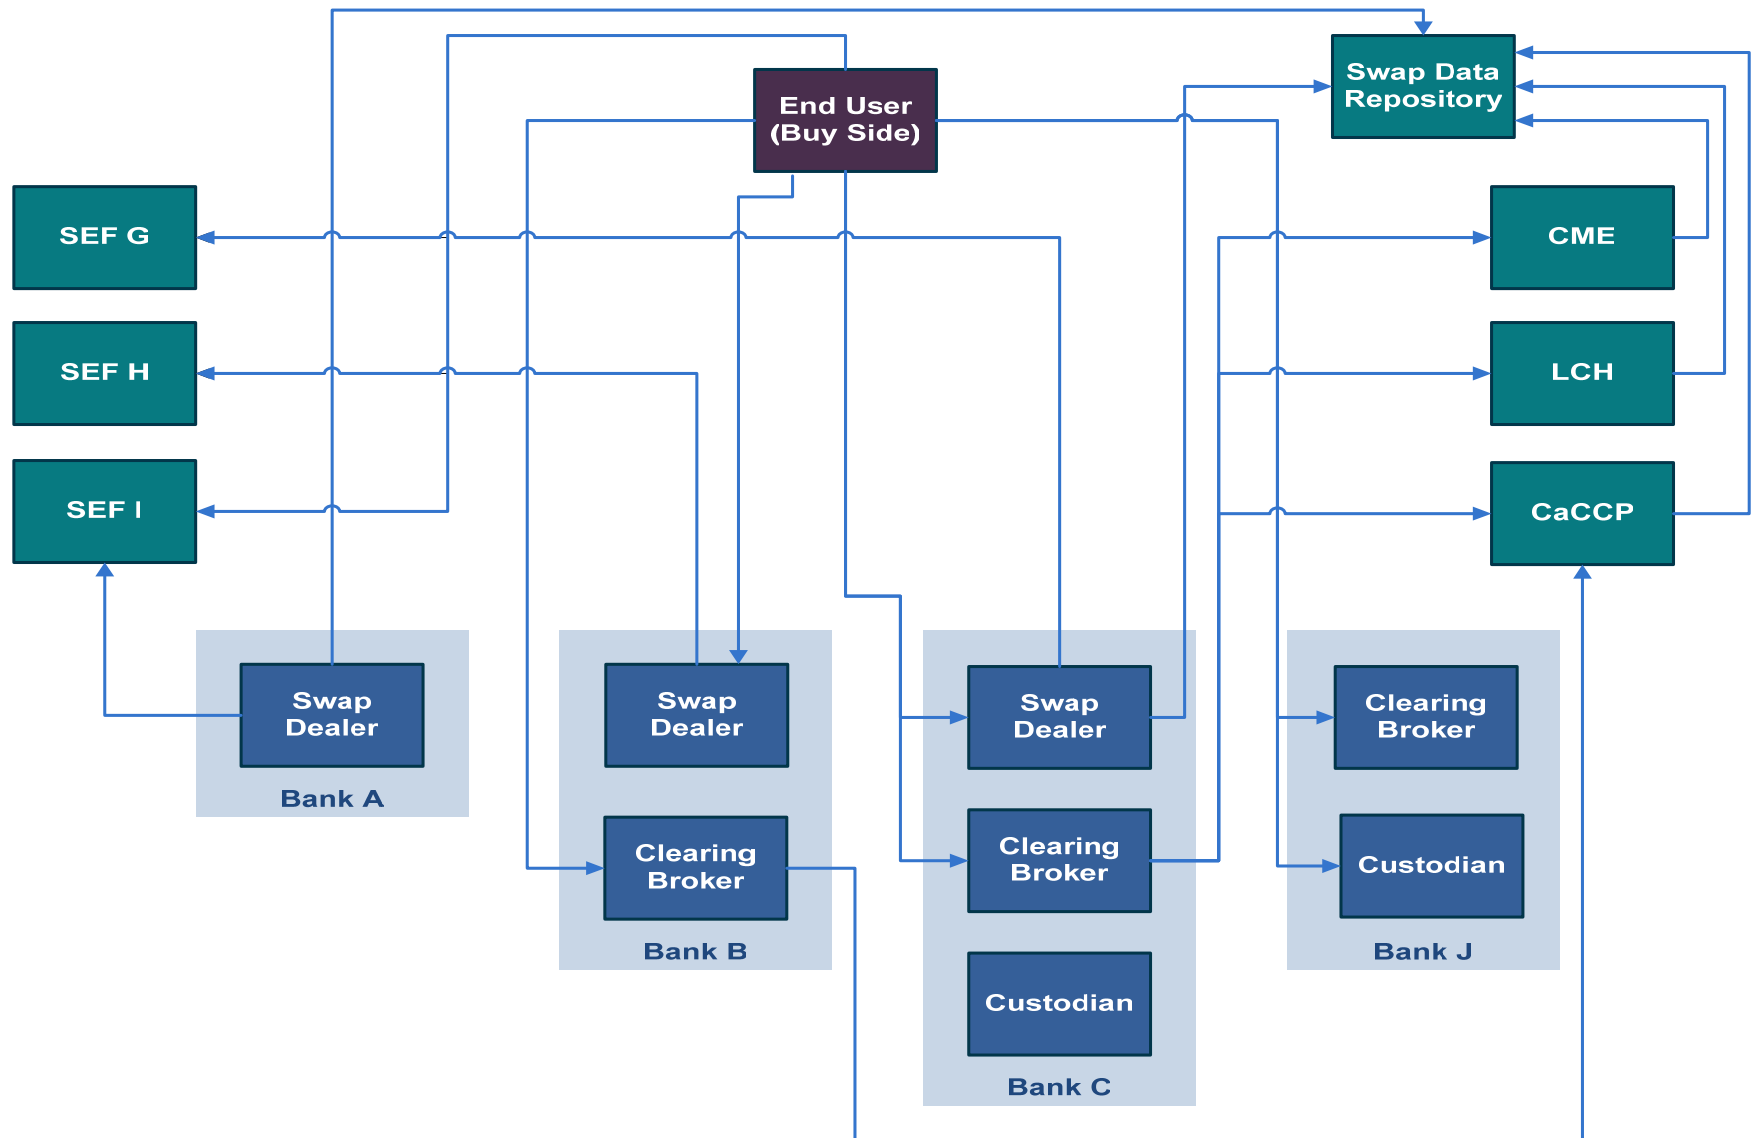 Swap Data
Repository
End User
(Buy Side)
SEF G
CME
SEF H
LCH
SEF I
CaCCP
Swap
Dealer
Bank A
Swap
Dealer
Clearing
Broker
Bank B
Swap
Dealer
Clearing
Broker
Custodian
Bank C
Clearing
Broker
Custodian
Bank J